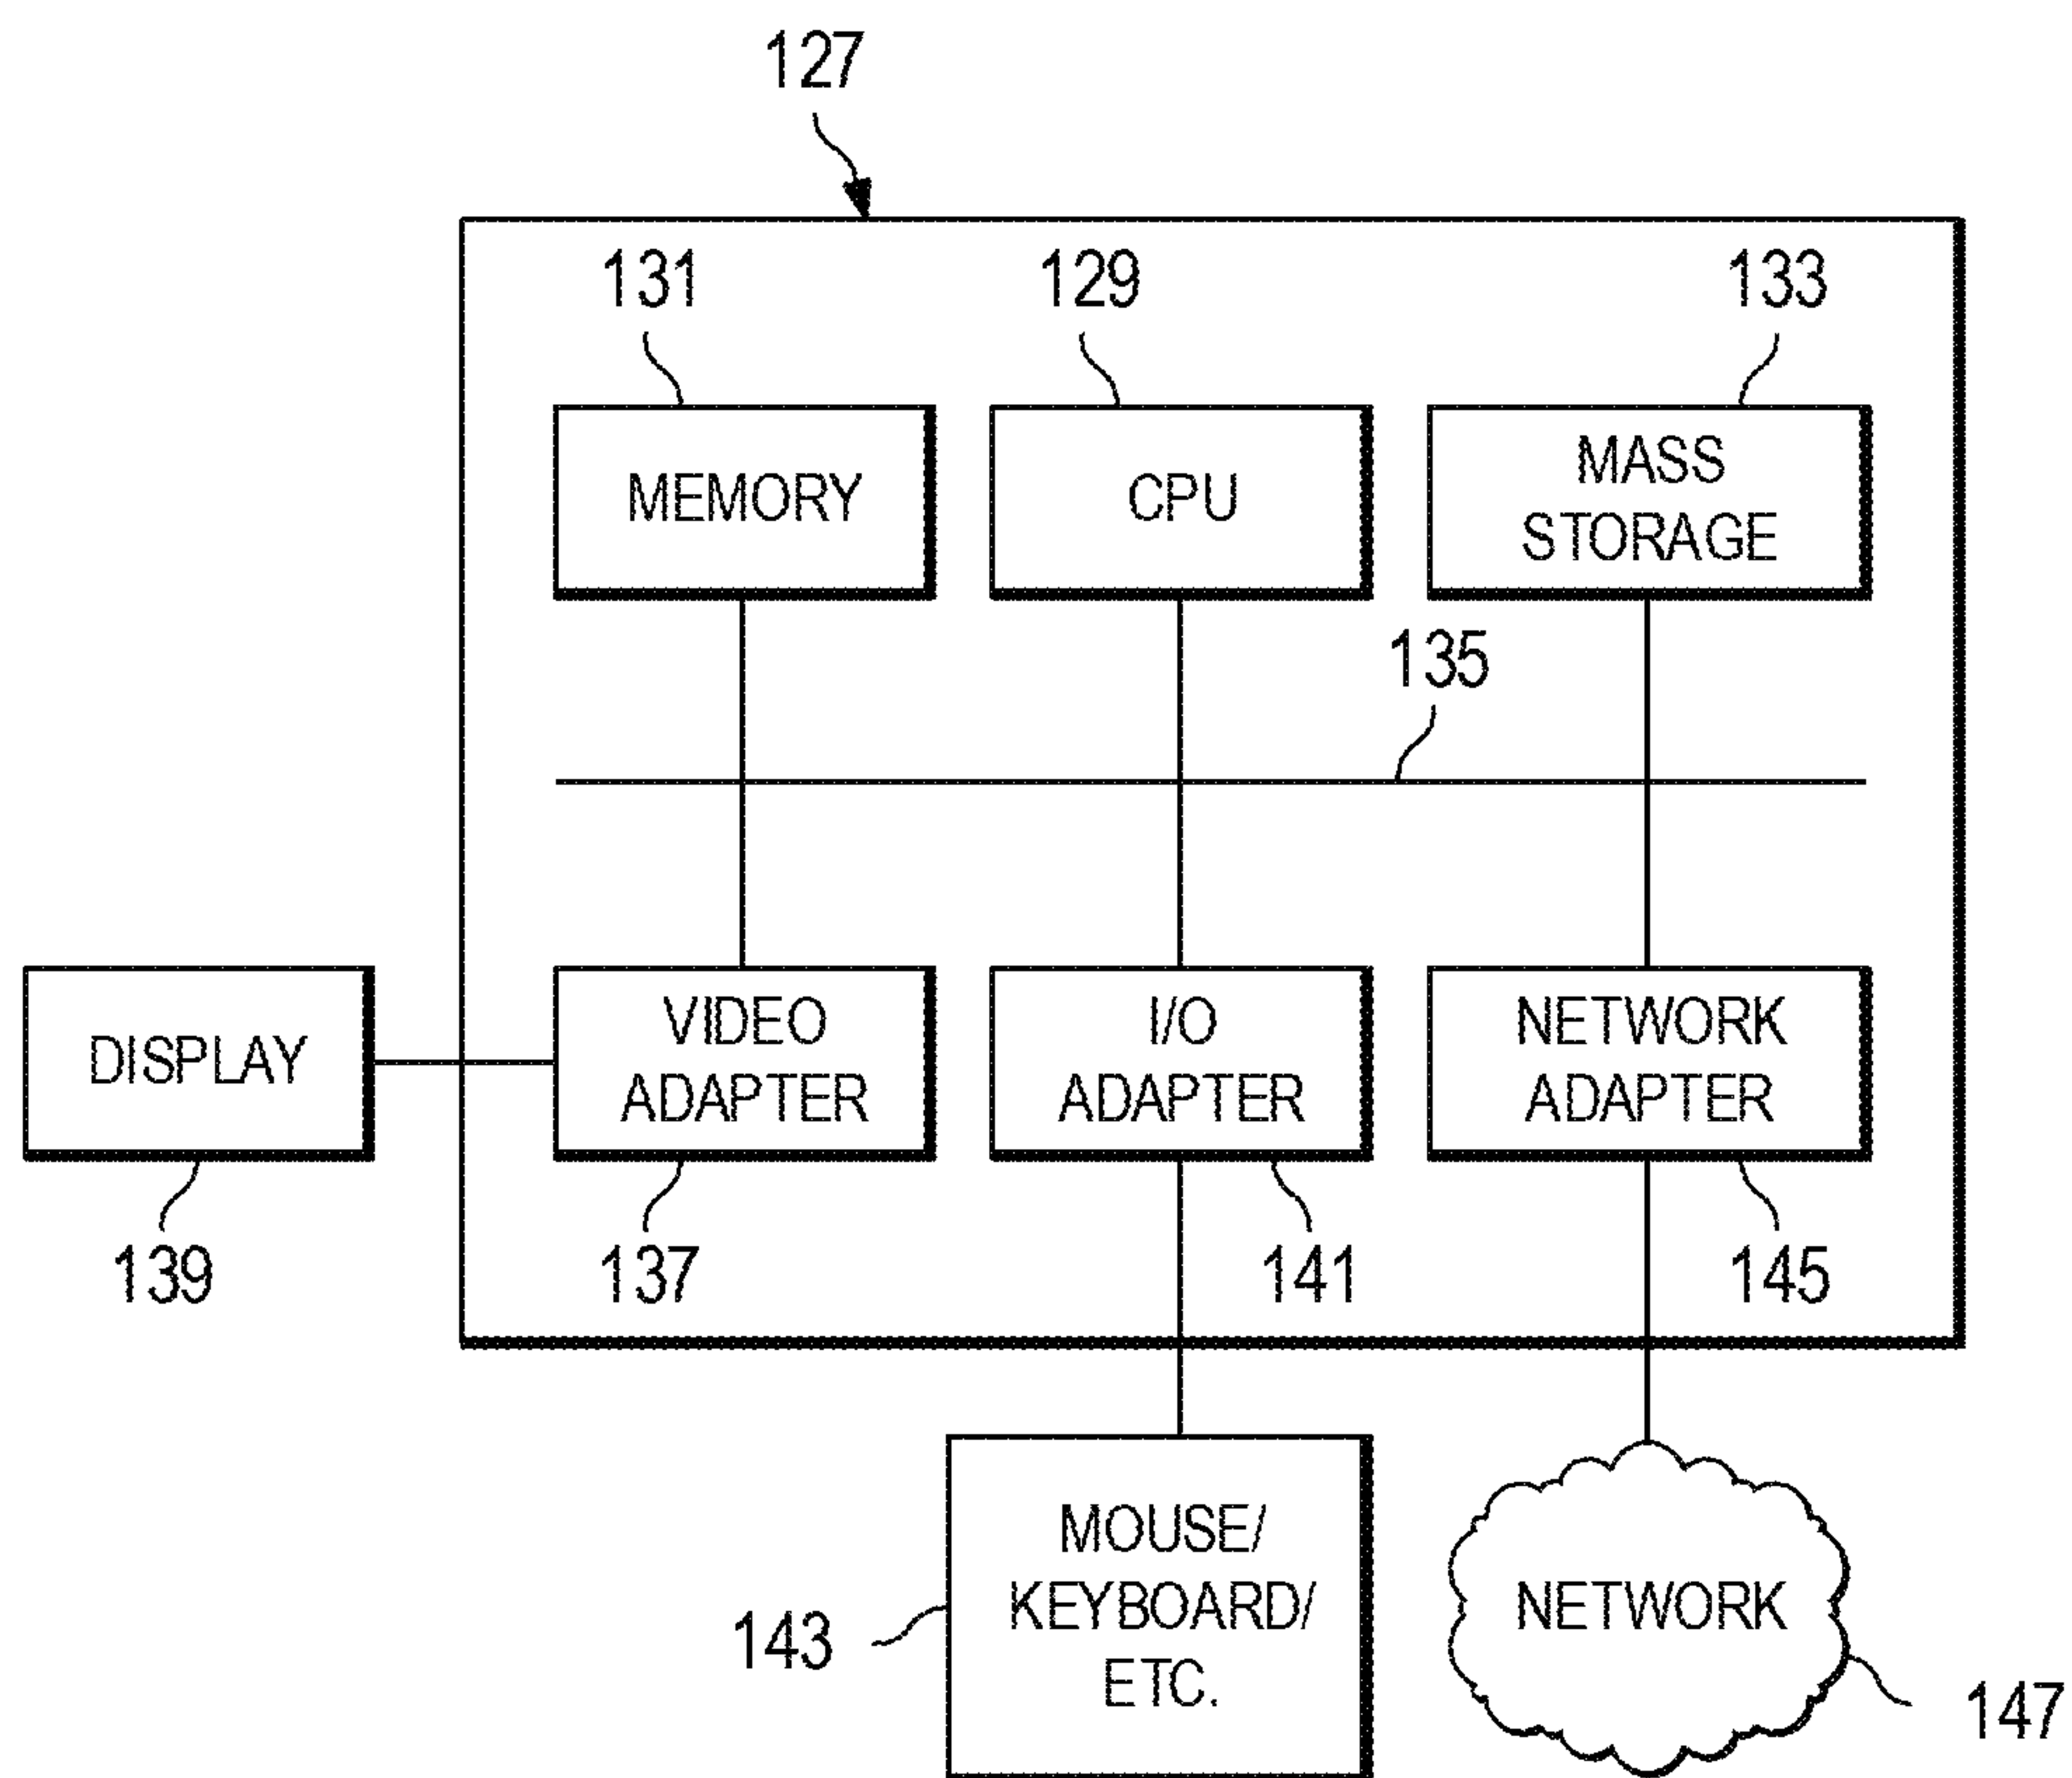 127
131
129
133
MEMORY
CPU
MASS
STORAGE
135
DISPLAY
VIDEO
ADAPTER
I/O
ADAPTER
NETWORK
ADAPTER
139
137
141
145
MOUSE/
KEYBOARD/
ETC.
143
NETWORK
147